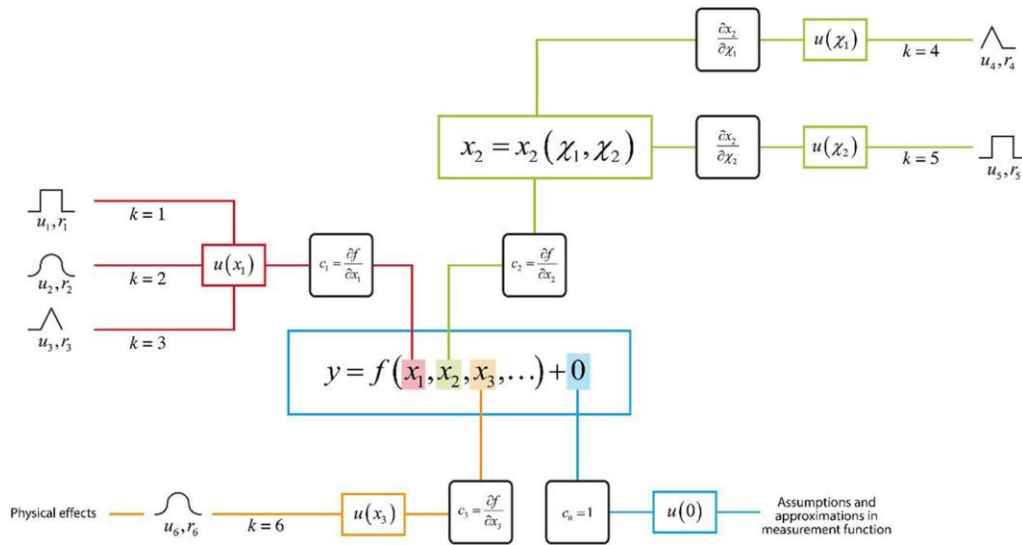 ∂x₂/∂χ₁
u(χ₁)
k = 4
u₄, r₄
x₂ = x₂(χ₁, χ₂)
∂x₂/∂χ₂
u(χ₂)
k = 5
u₅, r₅
k = 1
u₁, r₁
u(x₁)
c₁ = ∂f/∂x₁
c₂ = ∂f/∂x₂
k = 2
u₂, r₂
k = 3
u₃, r₃
y = f(x₁, x₂, x₃, …) + 0
Physical effects
u₆, r₆
k = 6
u(x₃)
c₃ = ∂f/∂x₃
c₀ = 1
u(0)
Assumptions and
approximations in
measurement function